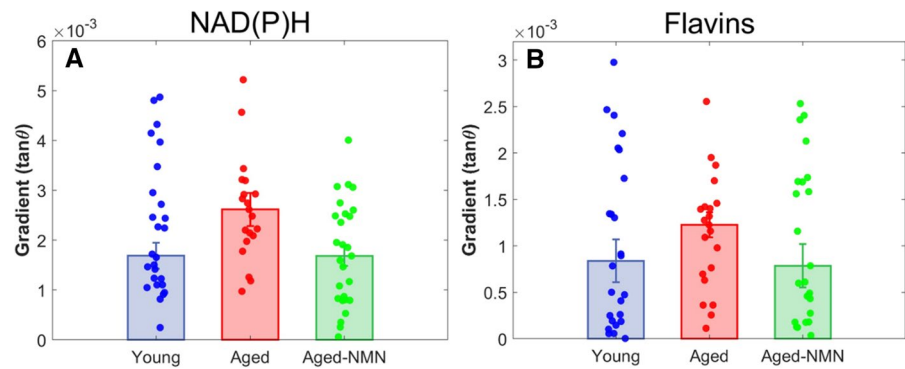 NAD(P)H
×10⁻³
A
Gradient (tanθ)
6
5
4
3
2
1
0
Young Aged Aged-NMN
Flavins
×10⁻³
B
Gradient (tanθ)
3
2.5
2
1.5
1
0.5
0
Young Aged Aged-NMN